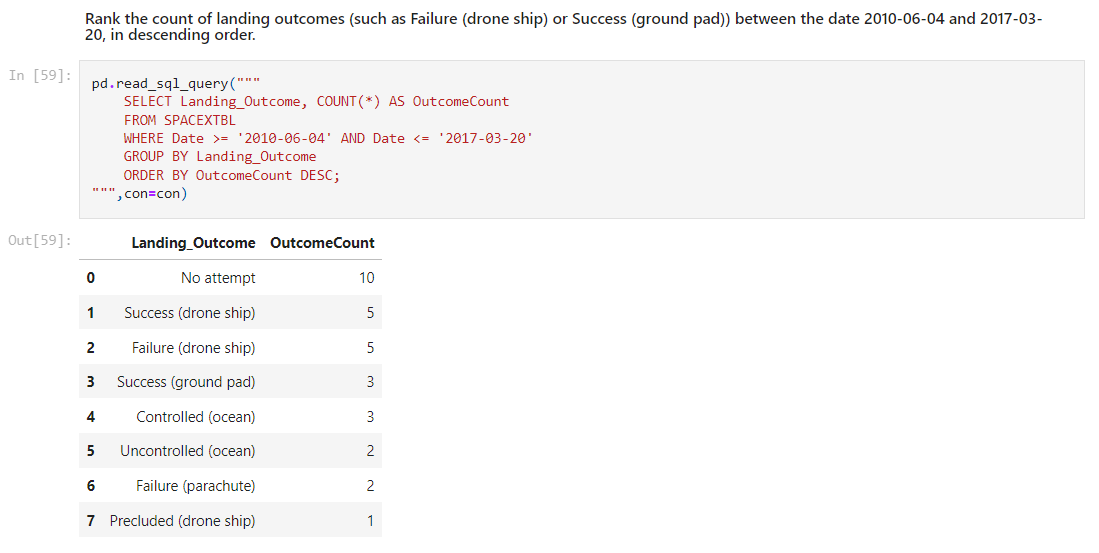 Rank the count of landing outcomes (such as Failure (drone ship) or Success (ground pad)) between the date 2010-06-04 and 2017-03-
20, in descending order.
In [59]:
pd.read_sql_query("""
    SELECT Landing_Outcome, COUNT(*) AS OutcomeCount
    FROM SPACEXTBL
    WHERE Date >= '2010-06-04' AND Date <= '2017-03-20'
    GROUP BY Landing_Outcome
    ORDER BY OutcomeCount DESC;
""",con=con)
Out[59]:
Landing_Outcome OutcomeCount
0 No attempt 10
1 Success (drone ship) 5
2 Failure (drone ship) 5
3 Success (ground pad) 3
4 Controlled (ocean) 3
5 Uncontrolled (ocean) 2
6 Failure (parachute) 2
7 Precluded (drone ship) 1